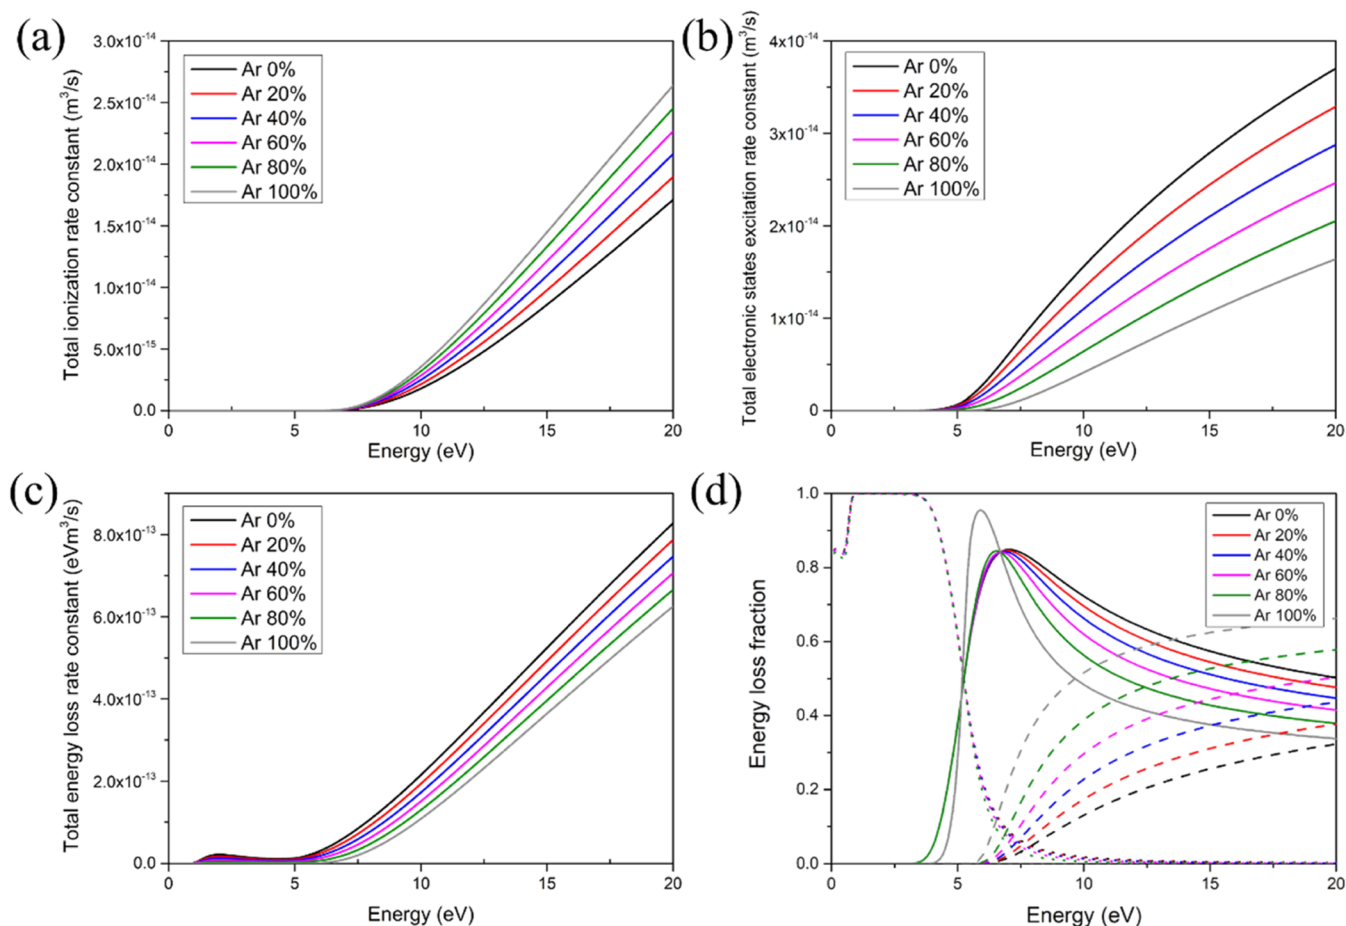 (a)
Total ionization rate constant (m³/s)
3.0x10⁻¹⁴
2.5x10⁻¹⁴
2.0x10⁻¹⁴
1.5x10⁻¹⁴
1.0x10⁻¹⁴
5.0x10⁻¹⁵
0.0
Ar 0%
Ar 20%
Ar 40%
Ar 60%
Ar 80%
Ar 100%
0 5 10 15 20
Energy (eV)
(b)
Total electronic states excitation rate constant (m³/s)
4x10⁻¹⁴
3x10⁻¹⁴
2x10⁻¹⁴
1x10⁻¹⁴
0
Ar 0%
Ar 20%
Ar 40%
Ar 60%
Ar 80%
Ar 100%
0 5 10 15 20
Energy (eV)
(c)
Total energy loss rate constant (eVm³/s)
8.0x10⁻¹³
6.0x10⁻¹³
4.0x10⁻¹³
2.0x10⁻¹³
0.0
Ar 0%
Ar 20%
Ar 40%
Ar 60%
Ar 80%
Ar 100%
0 5 10 15 20
Energy (eV)
(d)
Energy loss fraction
1.0
0.8
0.6
0.4
0.2
0.0
Ar 0%
Ar 20%
Ar 40%
Ar 60%
Ar 80%
Ar 100%
0 5 10 15 20
Energy (eV)